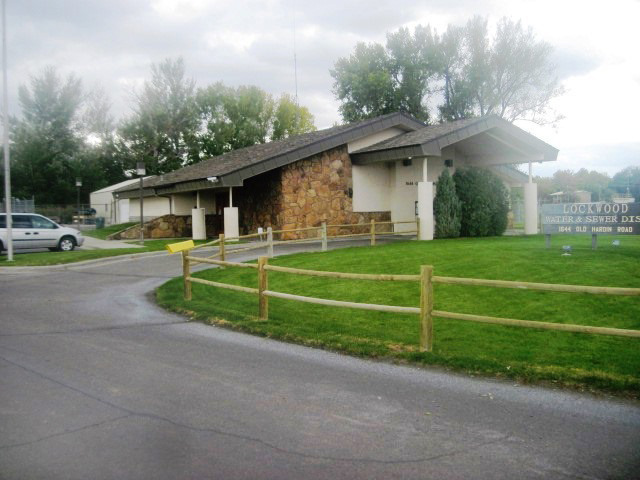 LOCKWOOD
WATER & SEWER DIS
1644 OLD HARDIN ROAD